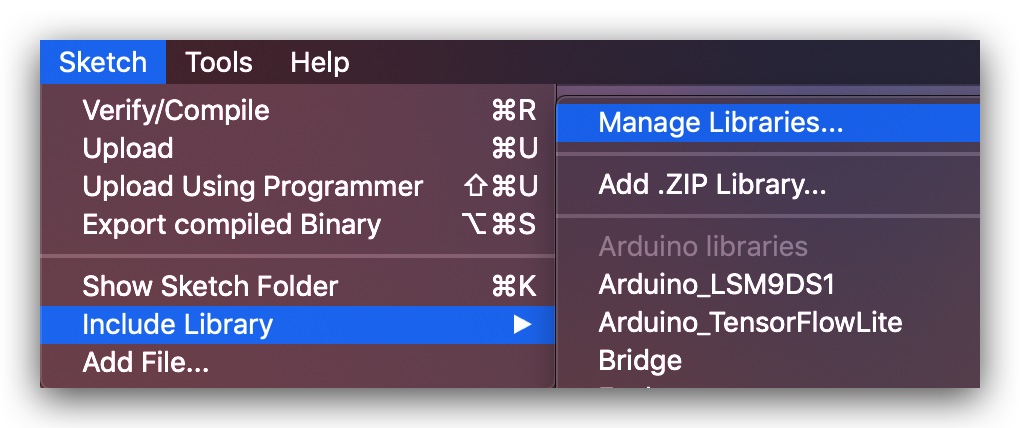 Sketch Tools Help
Verify/Compile ⌘R
Upload ⌘U
Upload Using Programmer ⇧⌘U
Export compiled Binary ⌥⌘S
Show Sketch Folder ⌘K
Include Library ▶
Add File...
Manage Libraries...
Add .ZIP Library...
Arduino libraries
Arduino_LSM9DS1
Arduino_TensorFlowLite
Bridge